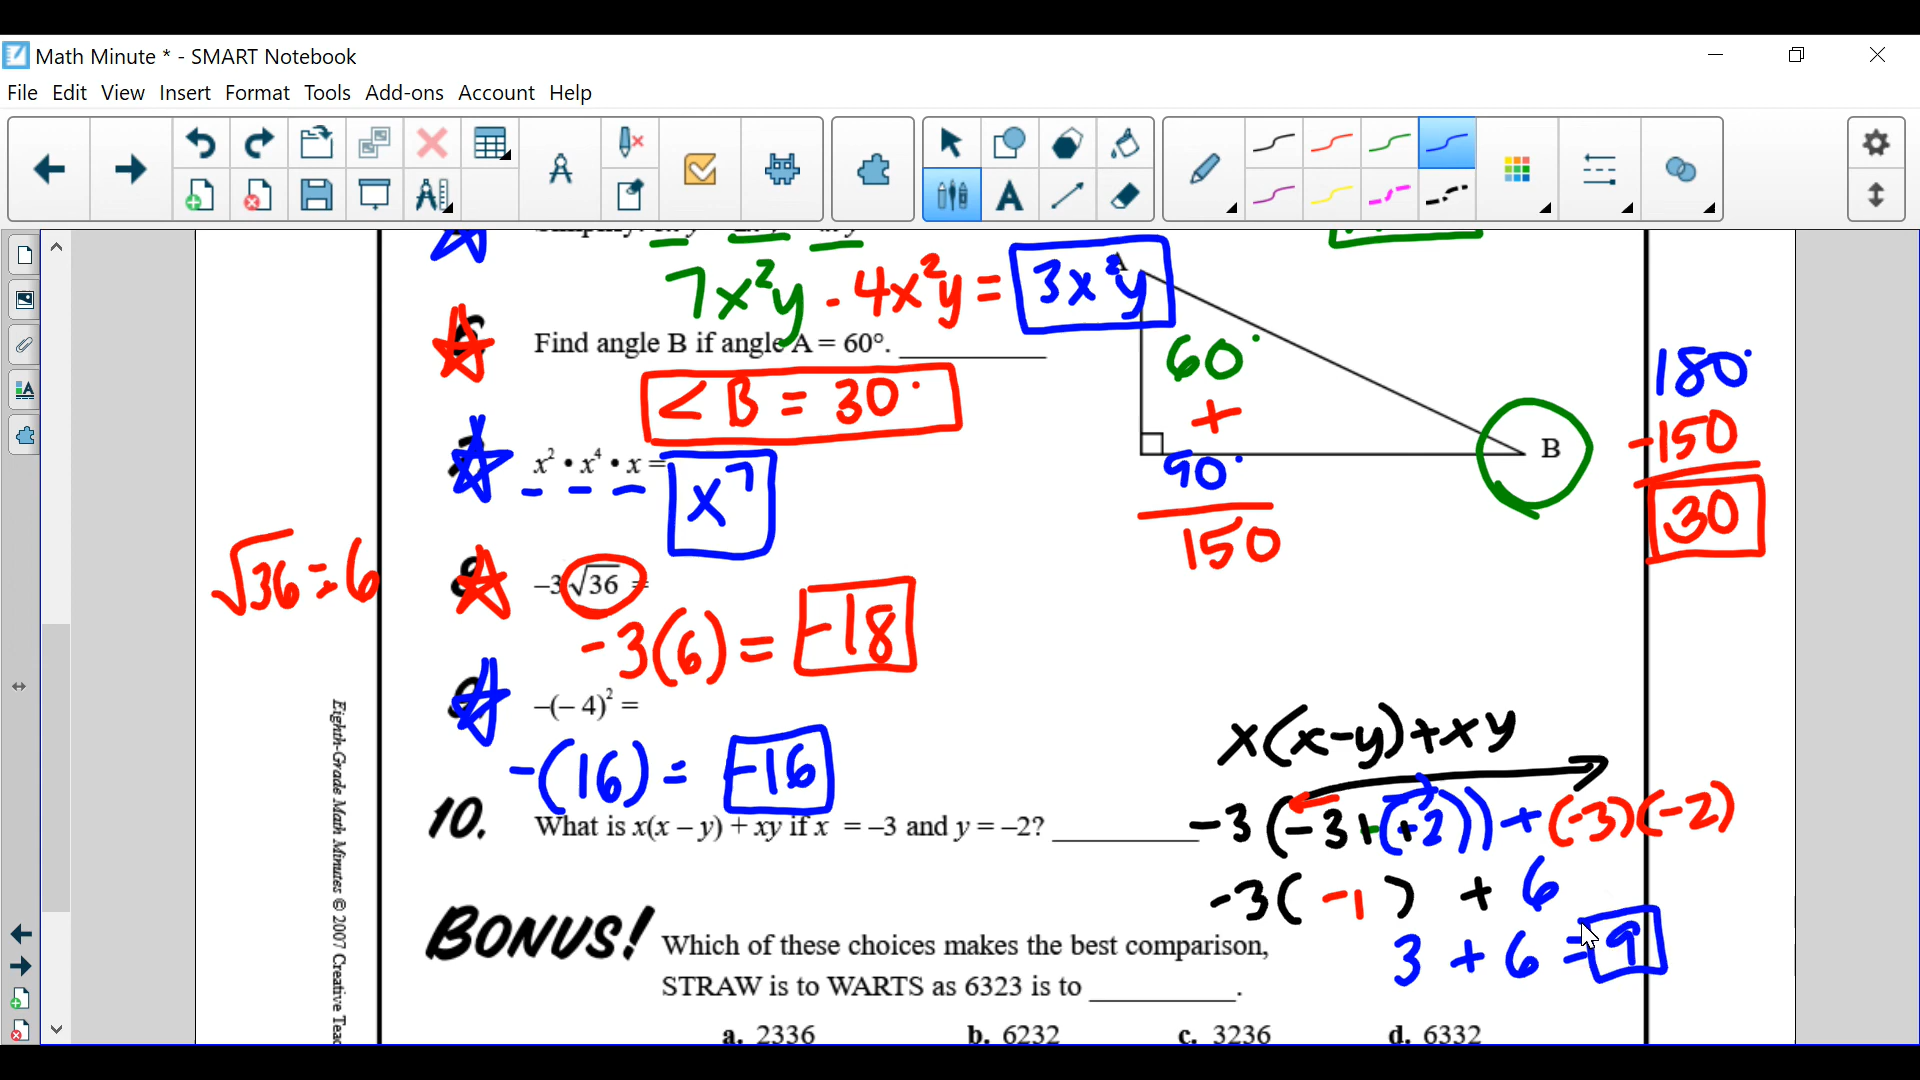 Math Minute * - SMART Notebook
File Edit View Insert Format Tools Add-ons Account Help
7x²y - 4x²y = 3x²y
A
Find angle B if angle A = 60°. ____________
< B = 30°
60°
+
90°
150
B
180°
-150
30
x² • x⁴ • x =
x⁷
√36 = 6
8
–3√36 =
-3(6) = -18
–(– 4)² =
-(16) = -16
x(x-y)+xy
10.
What is x(x – y) + xy if x = –3 and y = –2? ____________
-3(-3+(+2))+(-3)(-2)
-3( -1 ) + 6
3 + 6 = 9
BONUS!
Which of these choices makes the best comparison,
STRAW is to WARTS as 6323 is to ____________.
a. 2336 b. 6232 c. 3236 d. 6332
Eighth-Grade Math Minutes © 2007 Creative